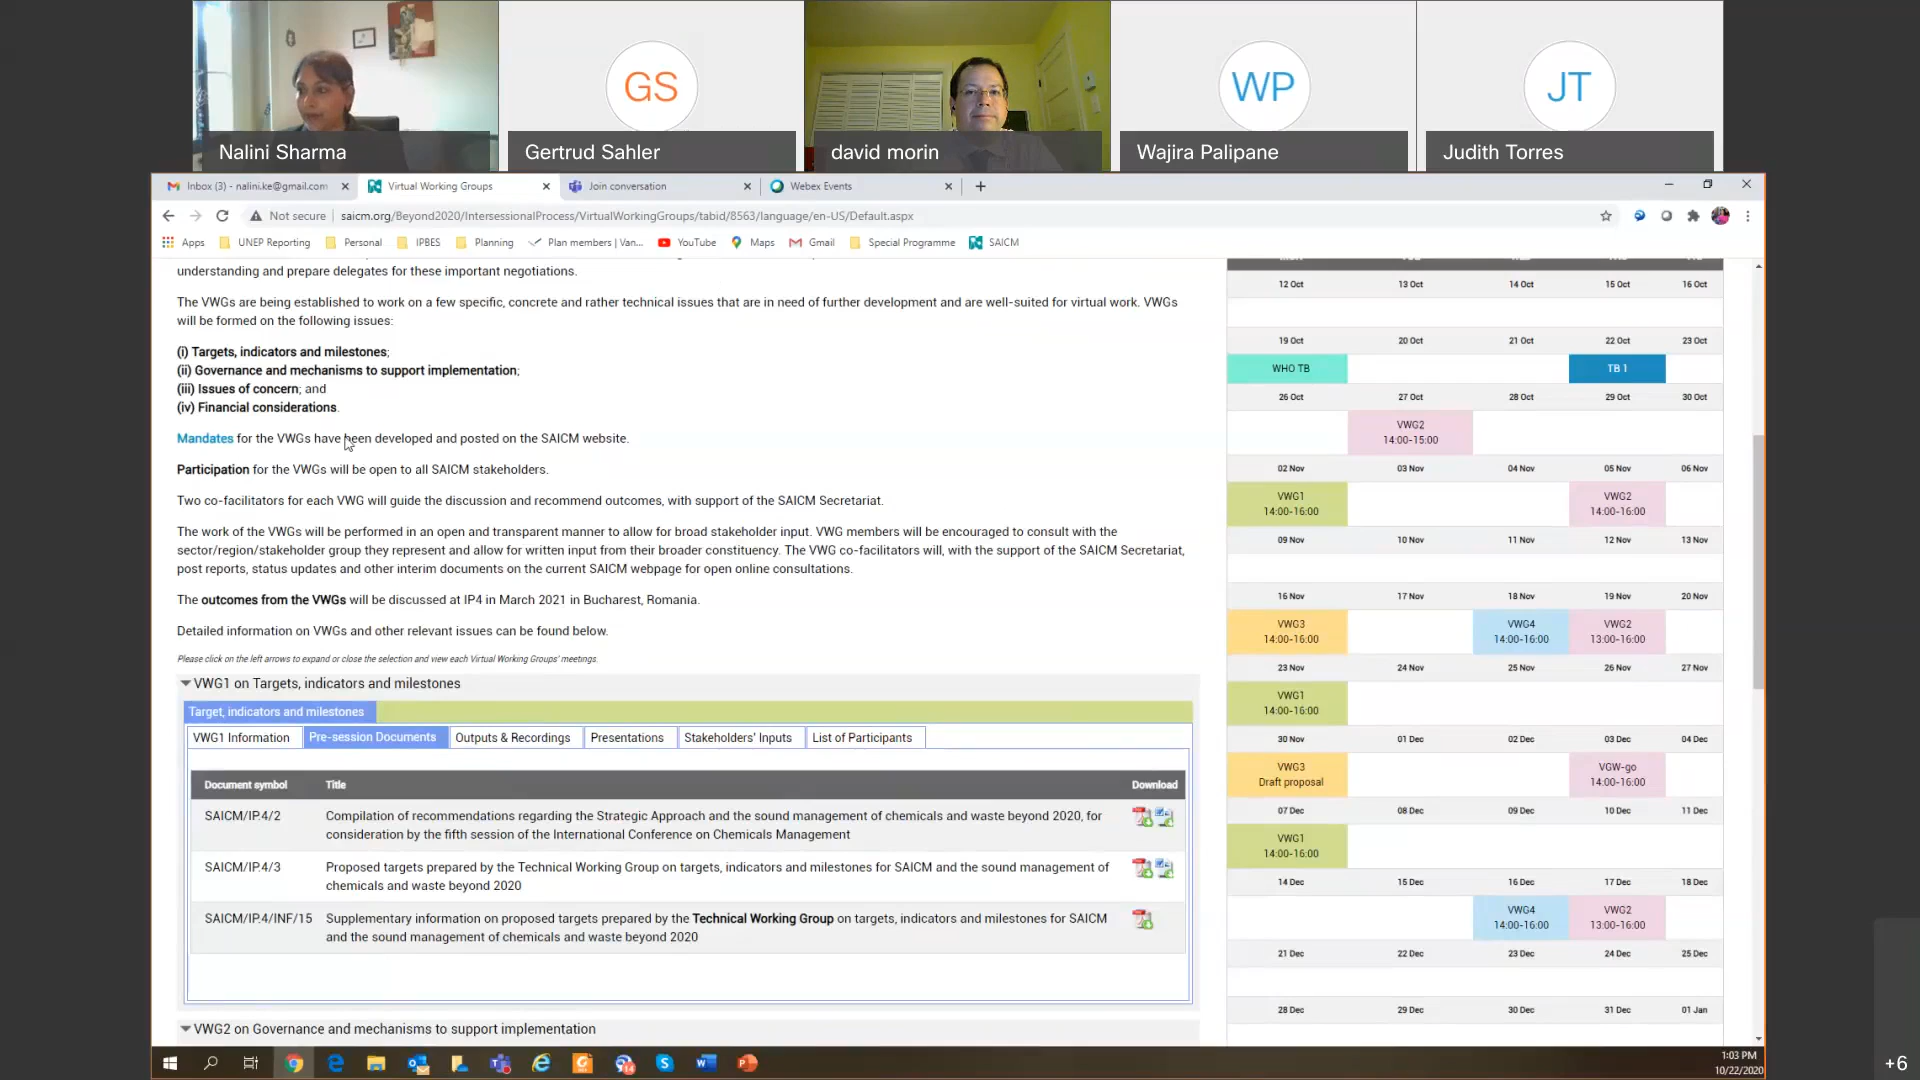 GS
WP
JT
Nalini Sharma
Gertrud Sahler
david morin
Wajira Palipane
Judith Torres
Inbox (3) - nalini.ke@gmail.com
Virtual Working Groups
Join conversation
Webex Events
Not secure
saicm.org/Beyond2020/IntersessionalProcess/VirtualWorkingGroups/tabid/8563/language/en-US/Default.aspx
Apps
UNEP Reporting
Personal
IPBES
Planning
Plan members | Van...
YouTube
Maps
Gmail
Special Programme
SAICM
understanding and prepare delegates for these important negotiations.
The VWGs are being established to work on a few specific, concrete and rather technical issues that are in need of further development and are well-suited for virtual work. VWGs
will be formed on the following issues:
(i) Targets, indicators and milestones;
(ii) Governance and mechanisms to support implementation;
(iii) Issues of concern; and
(iv) Financial considerations.
Mandates for the VWGs have been developed and posted on the SAICM website.
Participation for the VWGs will be open to all SAICM stakeholders.
Two co-facilitators for each VWG will guide the discussion and recommend outcomes, with support of the SAICM Secretariat.
The work of the VWGs will be performed in an open and transparent manner to allow for broad stakeholder input. VWG members will be encouraged to consult with the
sector/region/stakeholder group they represent and allow for written input from their broader constituency. The VWG co-facilitators will, with the support of the SAICM Secretariat,
post reports, status updates and other interim documents on the current SAICM webpage for open online consultations.
The outcomes from the VWGs will be discussed at IP4 in March 2021 in Bucharest, Romania.
Detailed information on VWGs and other relevant issues can be found below.
Please click on the left arrows to expand or close the selection and view each Virtual Working Groups' meetings
VWG1 on Targets, indicators and milestones
Target, indicators and milestones
VWG1 Information
Pre-session Documents
Outputs & Recordings
Presentations
Stakeholders' Inputs
List of Participants
Document symbol Title Download
SAICM/IP.4/2 Compilation of recommendations regarding the Strategic Approach and the sound management of chemicals and waste beyond 2020, for
consideration by the fifth session of the International Conference on Chemicals Management
SAICM/IP.4/3 Proposed targets prepared by the Technical Working Group on targets, indicators and milestones for SAICM and the sound management of
chemicals and waste beyond 2020
SAICM/IP.4/INF/15 Supplementary information on proposed targets prepared by the Technical Working Group on targets, indicators and milestones for SAICM
and the sound management of chemicals and waste beyond 2020
VWG2 on Governance and mechanisms to support implementation
12 Oct 13 Oct 14 Oct 15 Oct 16 Oct
19 Oct 20 Oct 21 Oct 22 Oct 23 Oct
WHO TB TB 1
26 Oct 27 Oct 28 Oct 29 Oct 30 Oct
VWG2
14:00-15:00
02 Nov 03 Nov 04 Nov 05 Nov 06 Nov
VWG1 VWG2
14:00-16:00 14:00-16:00
09 Nov 10 Nov 11 Nov 12 Nov 13 Nov
16 Nov 17 Nov 18 Nov 19 Nov 20 Nov
VWG3 VWG4 VWG2
14:00-16:00 14:00-16:00 13:00-16:00
23 Nov 24 Nov 25 Nov 26 Nov 27 Nov
VWG1
14:00-16:00
30 Nov 01 Dec 02 Dec 03 Dec 04 Dec
VWG3 VGW-go
Draft proposal 14:00-16:00
07 Dec 08 Dec 09 Dec 10 Dec 11 Dec
VWG1
14:00-16:00
14 Dec 15 Dec 16 Dec 17 Dec 18 Dec
VWG4 VWG2
14:00-16:00 13:00-16:00
21 Dec 22 Dec 23 Dec 24 Dec 25 Dec
28 Dec 29 Dec 30 Dec 31 Dec 01 Jan
1:03 PM
10/22/2020
+6